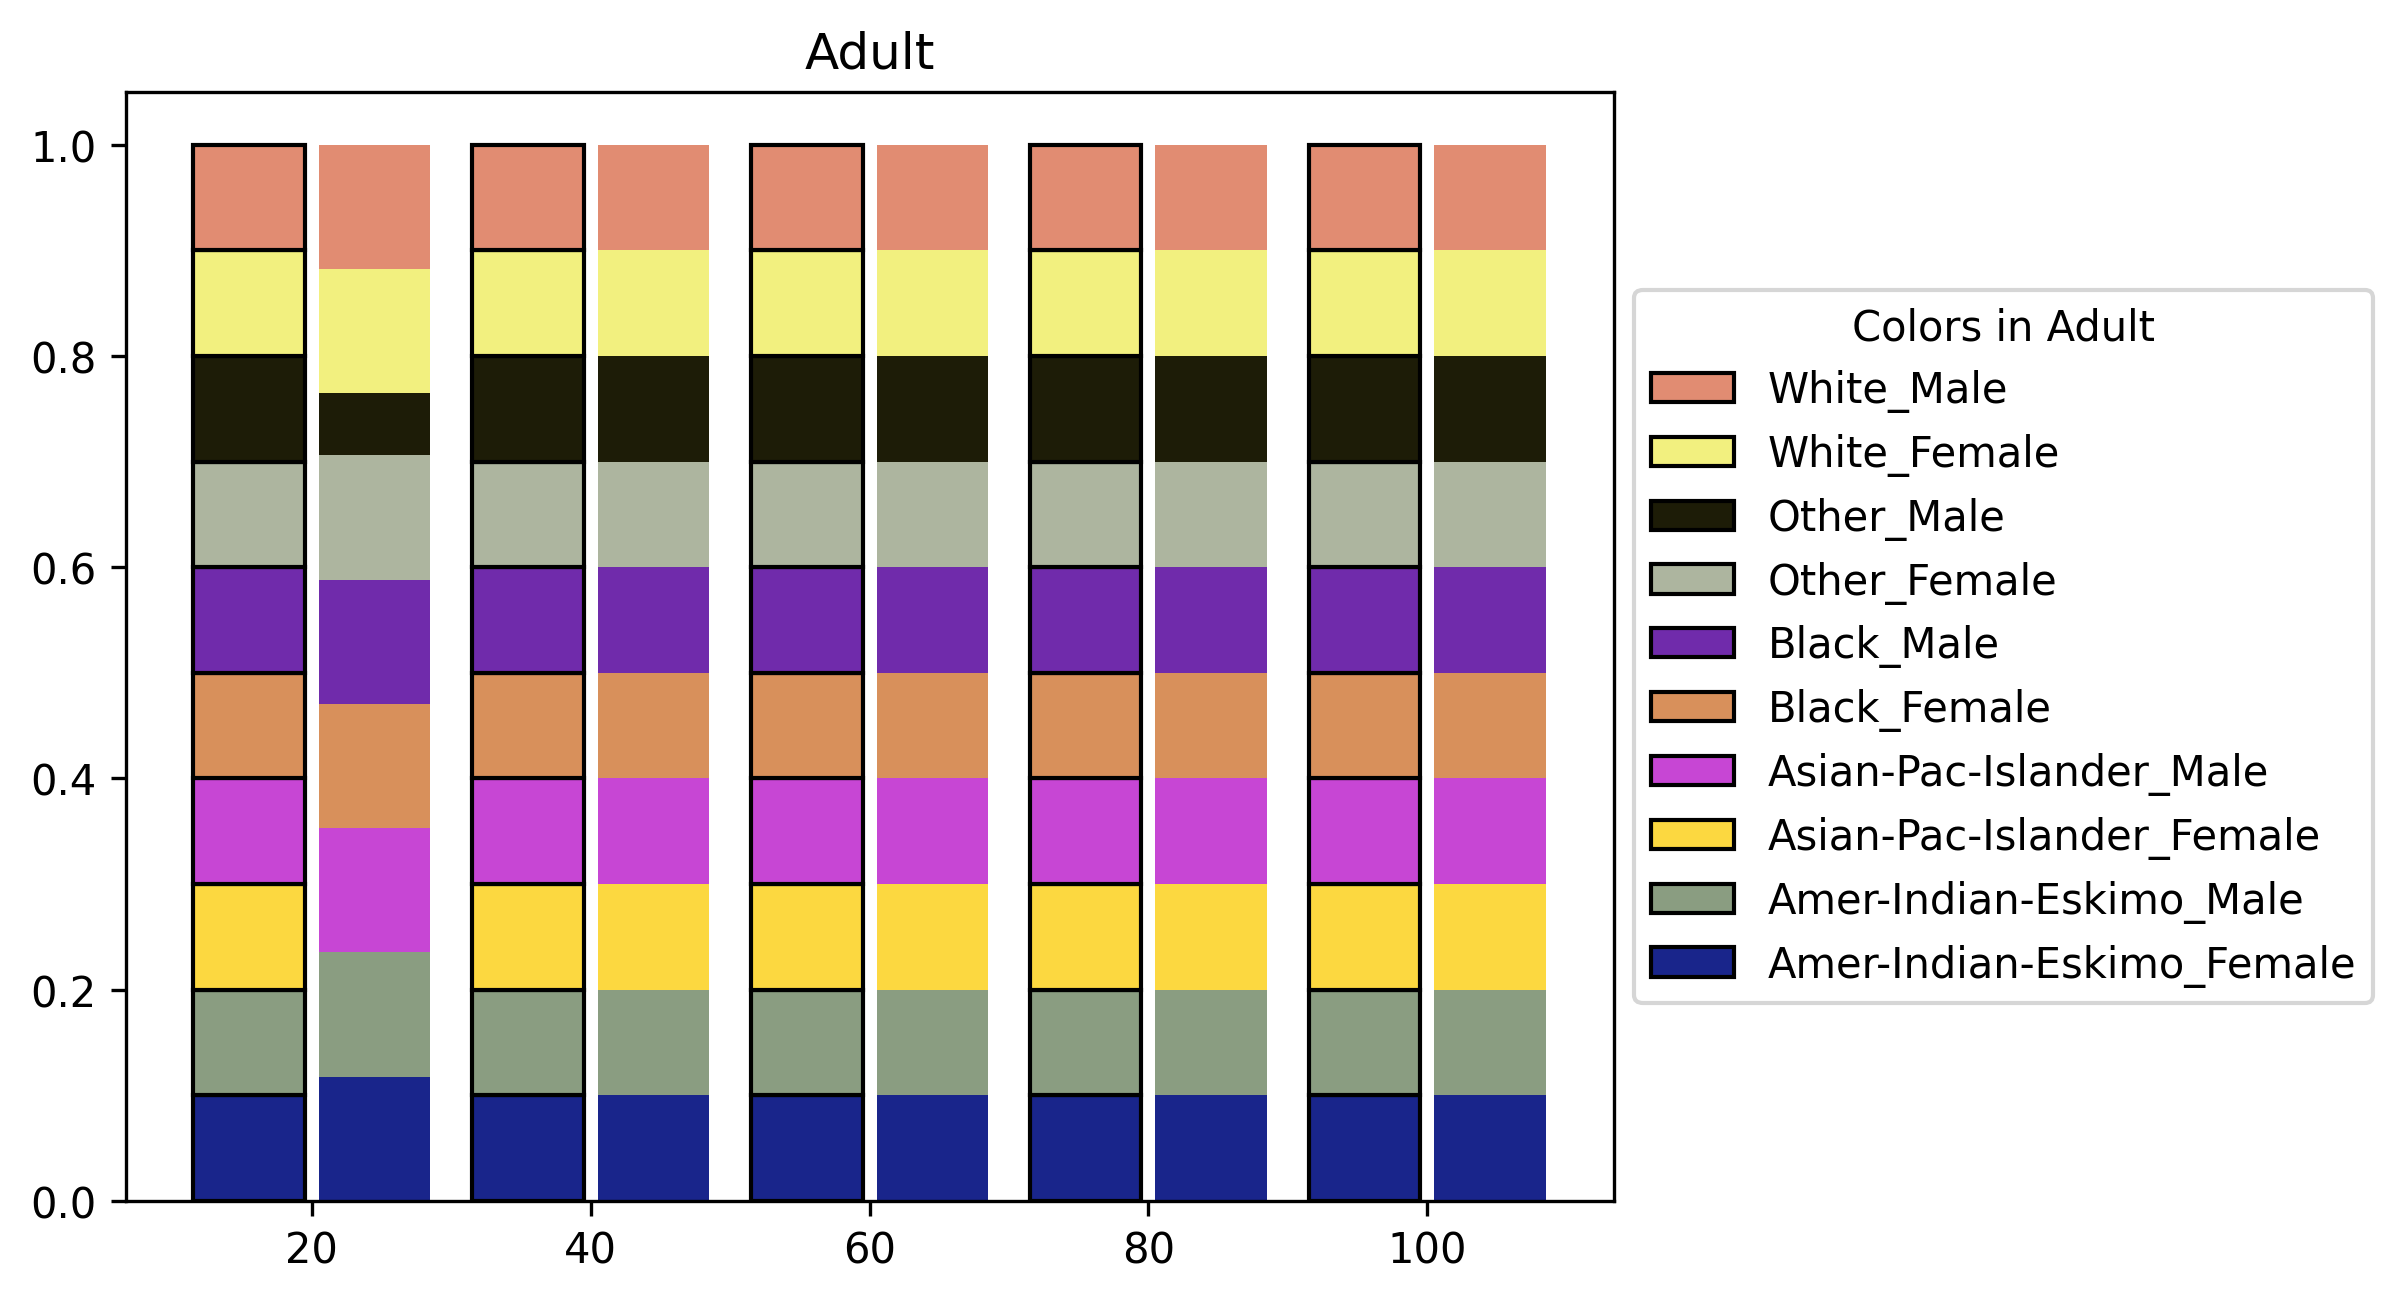 Adult
1.0
0.8
0.6
0.4
0.2
0.0
20 40 60 80 100
Colors in Adult
White_Male
White_Female
Other_Male
Other_Female
Black_Male
Black_Female
Asian-Pac-Islander_Male
Asian-Pac-Islander_Female
Amer-Indian-Eskimo_Male
Amer-Indian-Eskimo_Female